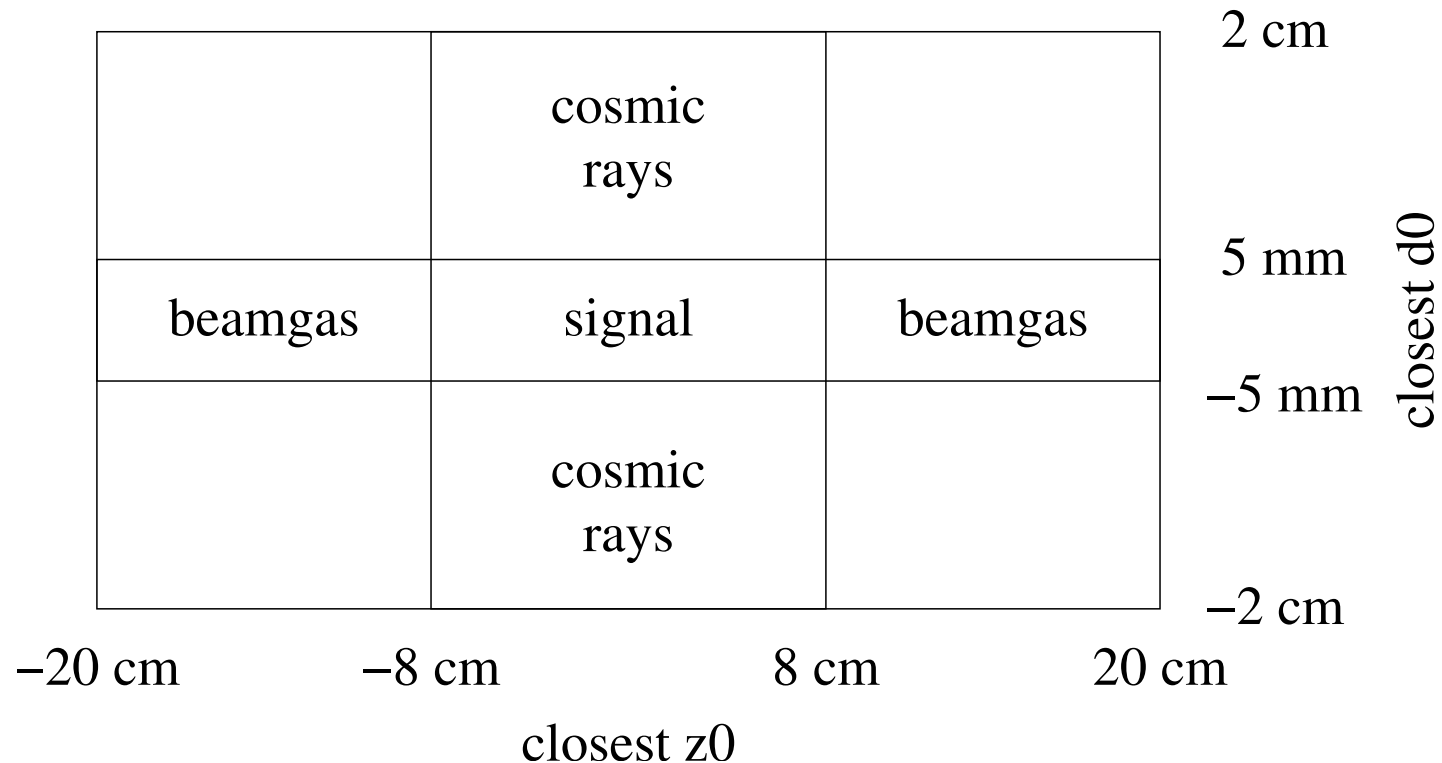 2 cm
cosmic
rays
5 mm
beamgas
signal
beamgas
closest d0
−5 mm
cosmic
rays
−2 cm
−20 cm
−8 cm
8 cm
20 cm
closest z0